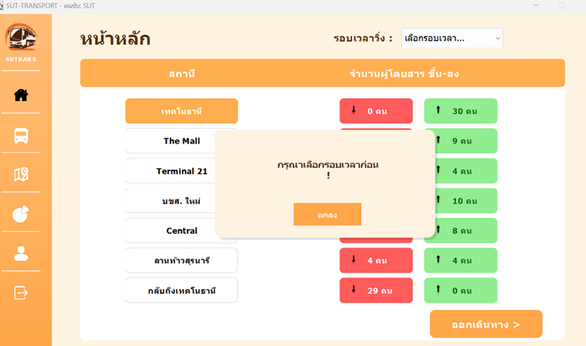 SUT-TRANSPORT - คนขับ: SUT
SUTRANS
หน้าหลัก
รอบเวลาวิ่ง : เลือกรอบเวลา...
สถานี จำนวนผู้โดยสาร ขึ้น-ลง
เทคโนธานี ↓ 0 คน ↑ 30 คน
The Mall ↑ 9 คน
Terminal 21 ↑ 4 คน
บขส. ใหม่ ↑ 10 คน
Central ↑ 8 คน
ลานท้าวสุรนารี ↓ 4 คน ↑ 4 คน
กลับถึงเทคโนธานี ↓ 29 คน ↑ 0 คน
กรุณาเลือกรอบเวลาก่อน
!
ตกลง
ออกเดินทาง >